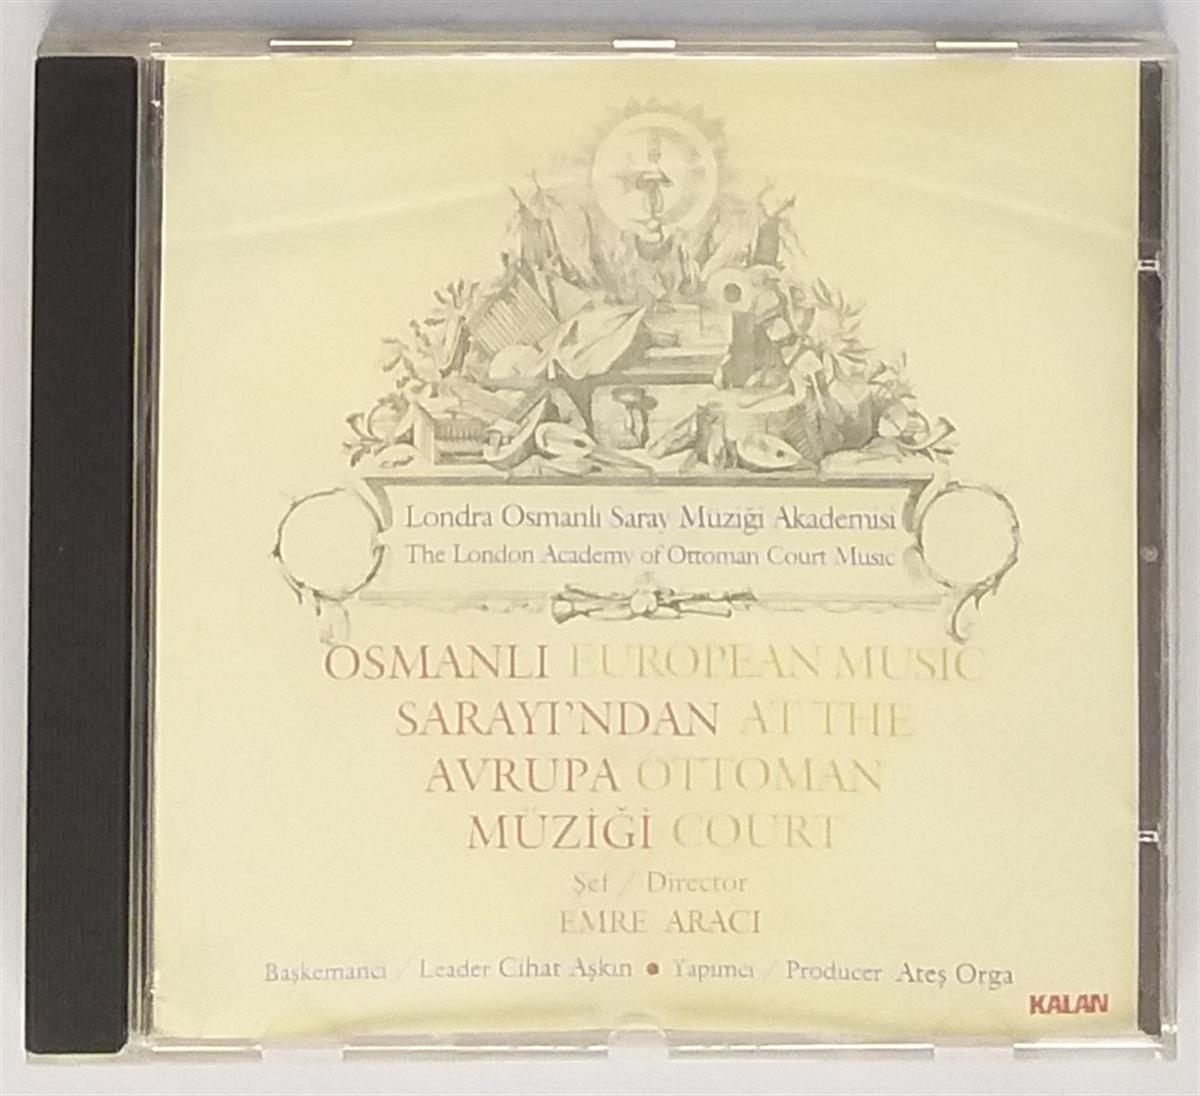 Londra Osmanlı Saray Müziği Akademisi
The London Academy of Ottoman Court Music
OSMANLI EUROPEAN MUSIC
SARAYI'NDAN AT THE
AVRUPA OTTOMAN
MÜZİĞİ COURT
Şef / Director
EMRE ARACI
Başkemancı / Leader Cihat Aşkın • Yapımcı / Producer Ateş Orga
KALAN